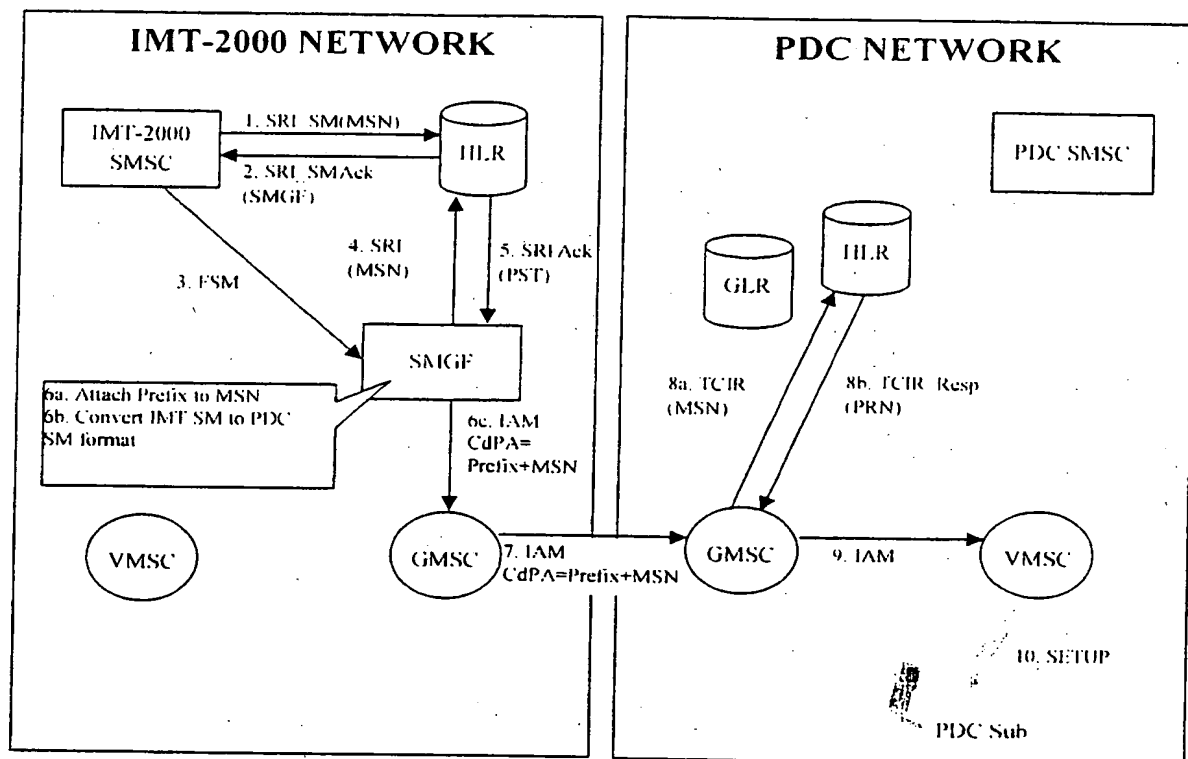 IMT-2000 NETWORK
IMT-2000
SMSC
1. SRI_SM(MSN)
2. SRI_SMAck
(SMGF)
HLR
3. FSM
4. SRI
(MSN)
5. SRI Ack
(PST)
SMGF
6a. Attach Prefix to MSN
6b. Convert IMT SM to PDC
SM format
6c. IAM
CdPA=
Prefix+MSN
VMSC
GMSC
7. IAM
CdPA=Prefix+MSN
PDC NETWORK
PDC SMSC
GLR
HLR
8a. TCIR
(MSN)
8b. TCIR_Resp
(PRN)
GMSC
9. IAM
VMSC
10. SETUP
PDC Sub